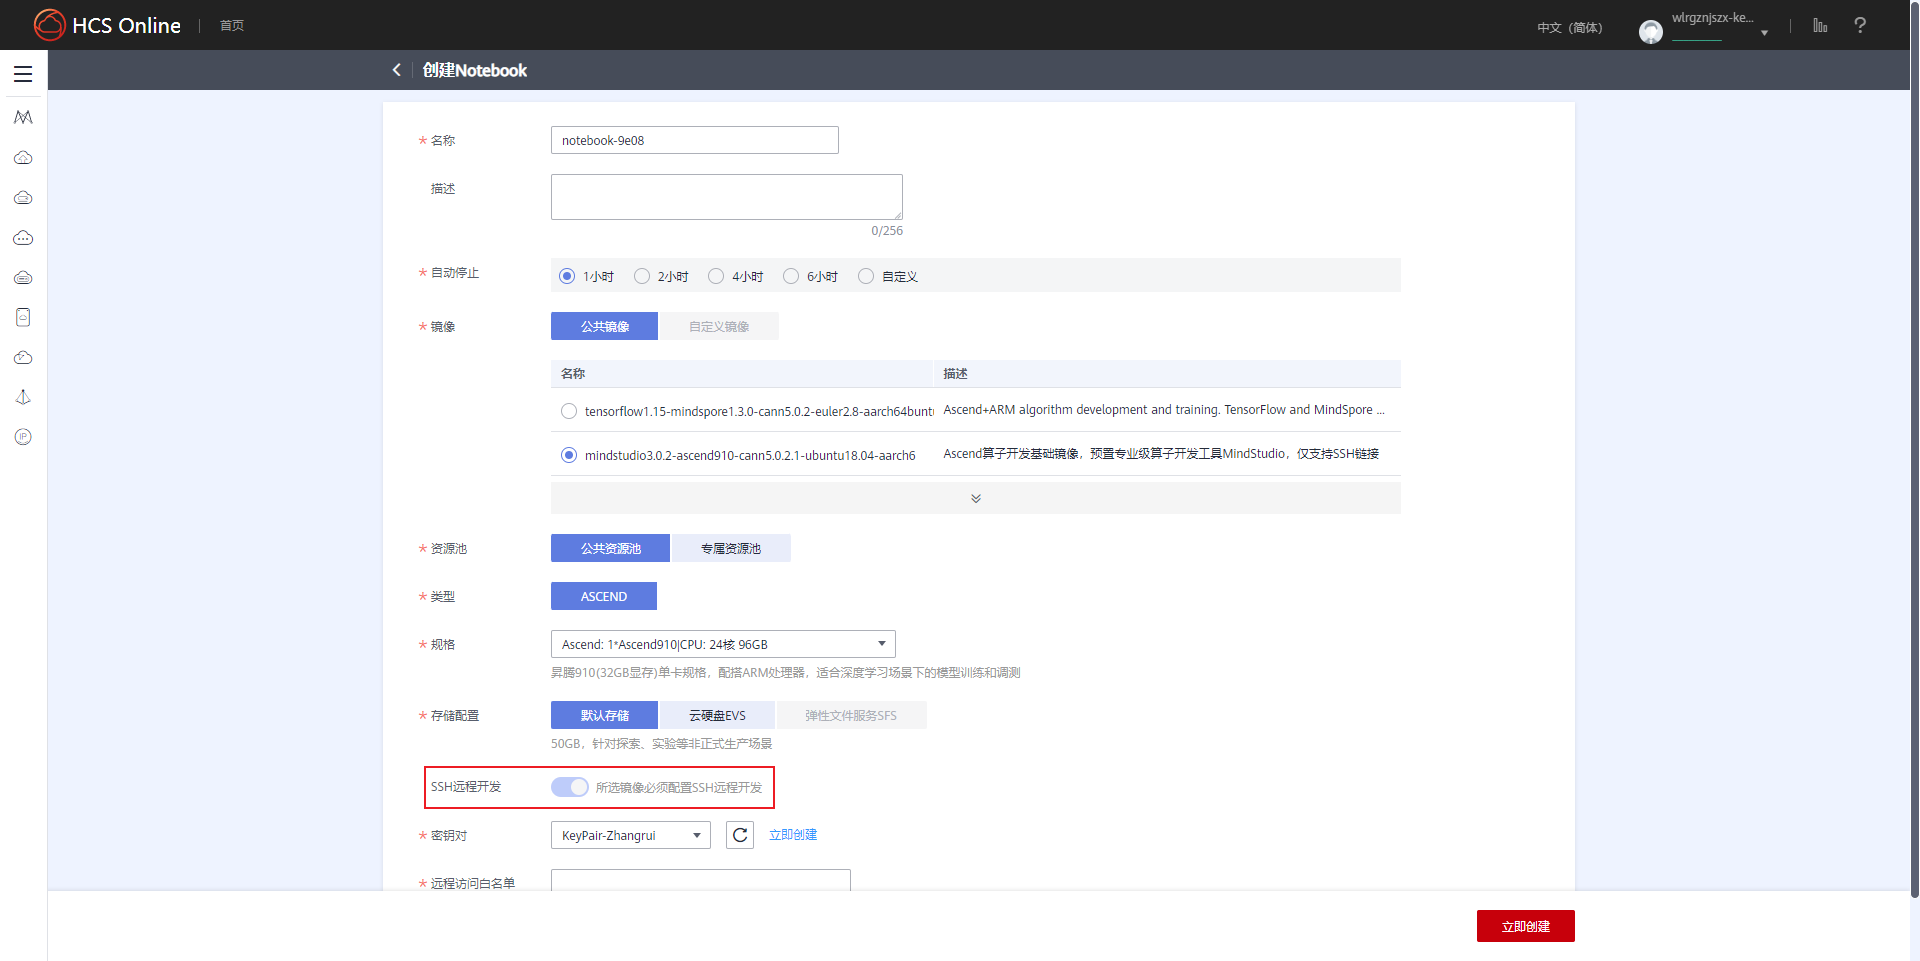 HCS Online
首页
中文（简体）
wlrgznjszx-ke...
创建Notebook
* 名称
notebook-9e08
描述
0/256
* 自动停止
1小时 2小时 4小时 6小时 自定义
* 镜像
公共镜像 自定义镜像
名称 描述
tensorflow1.15-mindspore1.3.0-cann5.0.2-euler2.8-aarch64bunt Ascend+ARM algorithm development and training. TensorFlow and MindSpore ...
mindstudio3.0.2-ascend910-cann5.0.2.1-ubuntu18.04-aarch6 Ascend算子开发基础镜像，预置专业级算子开发工具MindStudio，仅支持SSH链接
* 资源池
公共资源池 专属资源池
* 类型
ASCEND
* 规格
Ascend: 1*Ascend910|CPU: 24核 96GB
昇腾910(32GB显存)单卡规格，配搭ARM处理器，适合深度学习场景下的模型训练和调测
* 存储配置
默认存储 云硬盘EVS 弹性文件服务SFS
50GB，针对探索、实验等非正式生产场景
SSH远程开发
所选镜像必须配置SSH远程开发
* 密钥对
KeyPair-Zhangrui
立即创建
* 远程访问白名单
立即创建
IP